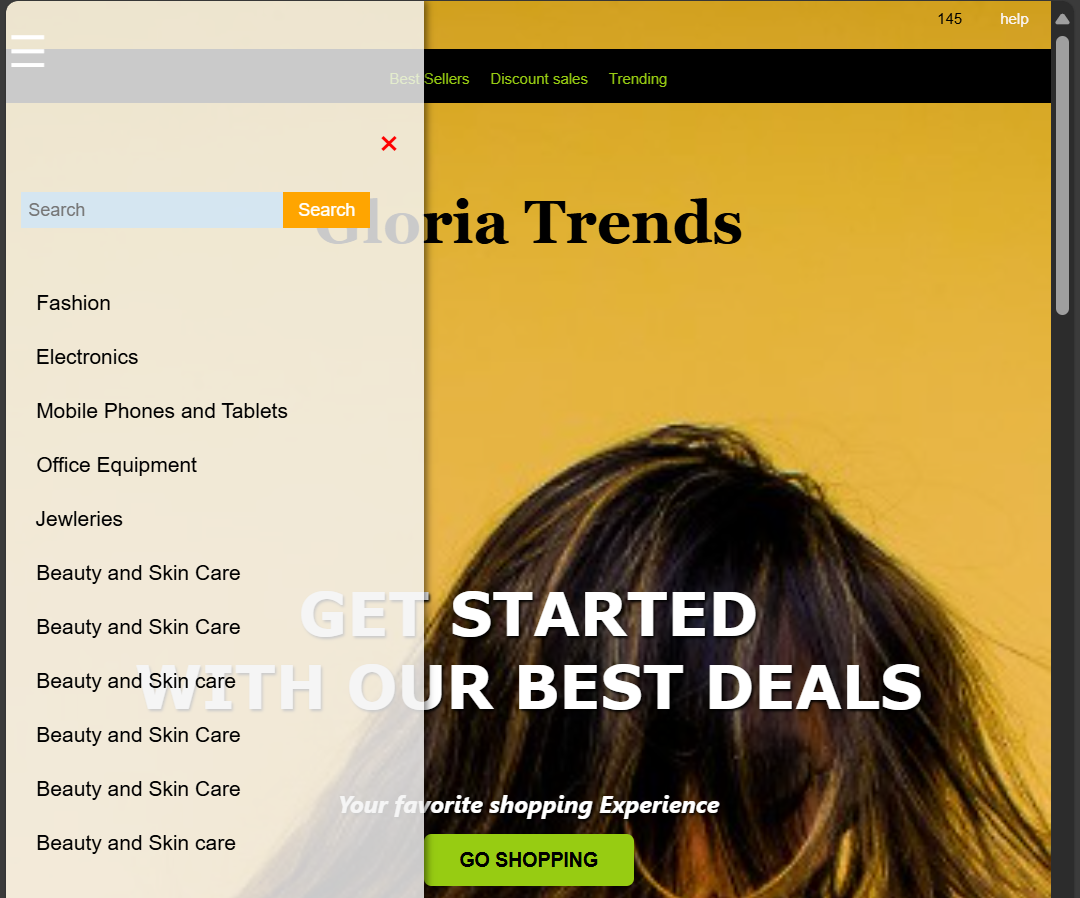 145 help
Best Sellers Discount sales Trending
Search Search
Gloria Trends
Fashion
Electronics
Mobile Phones and Tablets
Office Equipment
Jewleries
Beauty and Skin Care
GET STARTED
Beauty and Skin Care
Beauty and Skin care
WITH OUR BEST DEALS
Beauty and Skin Care
Beauty and Skin Care
Your favorite shopping Experience
Beauty and Skin care
GO SHOPPING